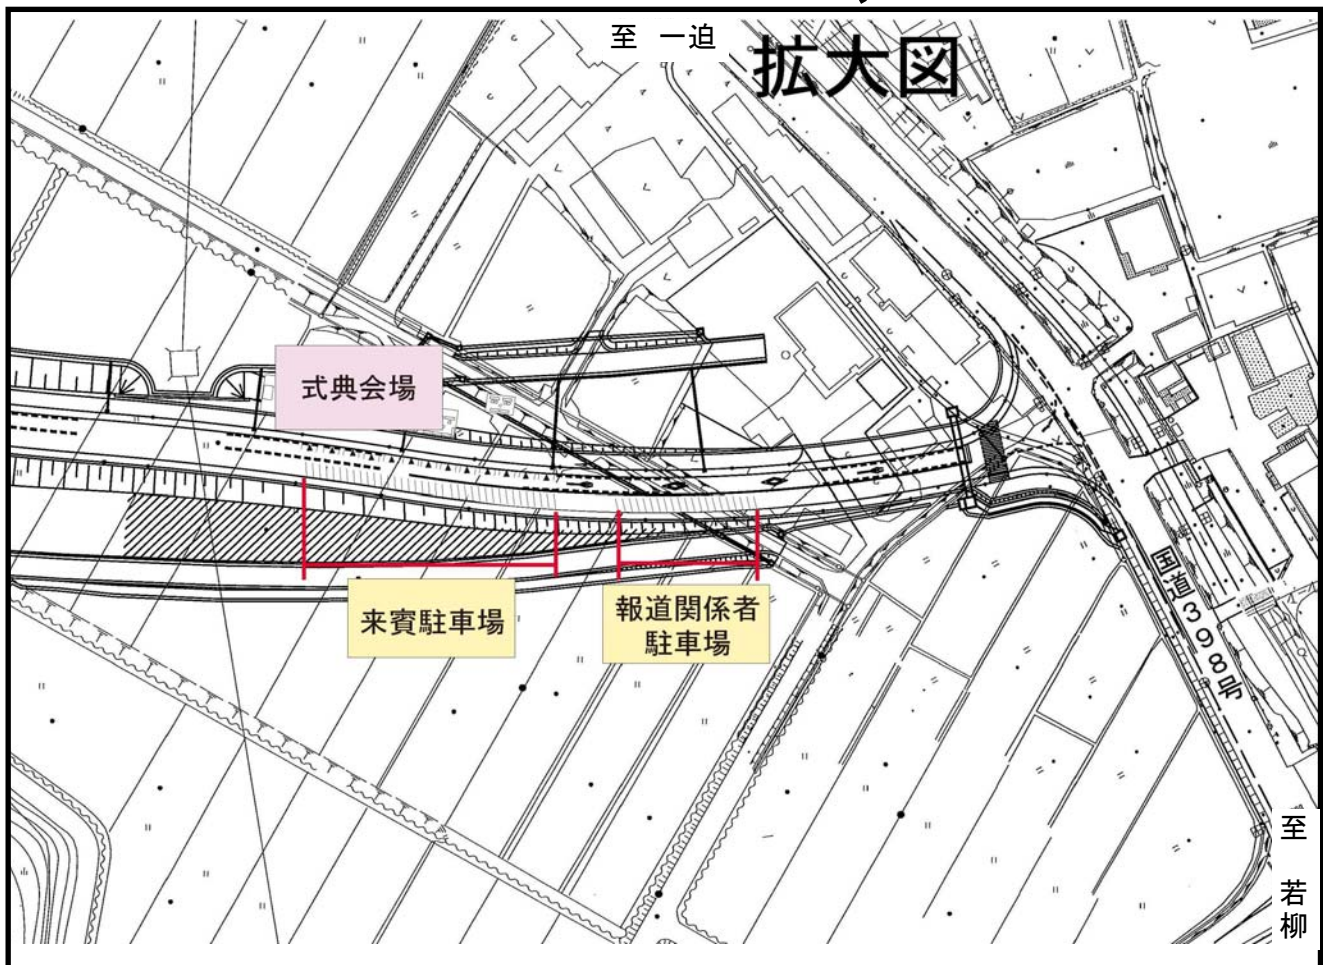 至 一迫
拡大図
式典会場
来賓駐車場
報道関係者
駐車場
国道398号
至 若柳